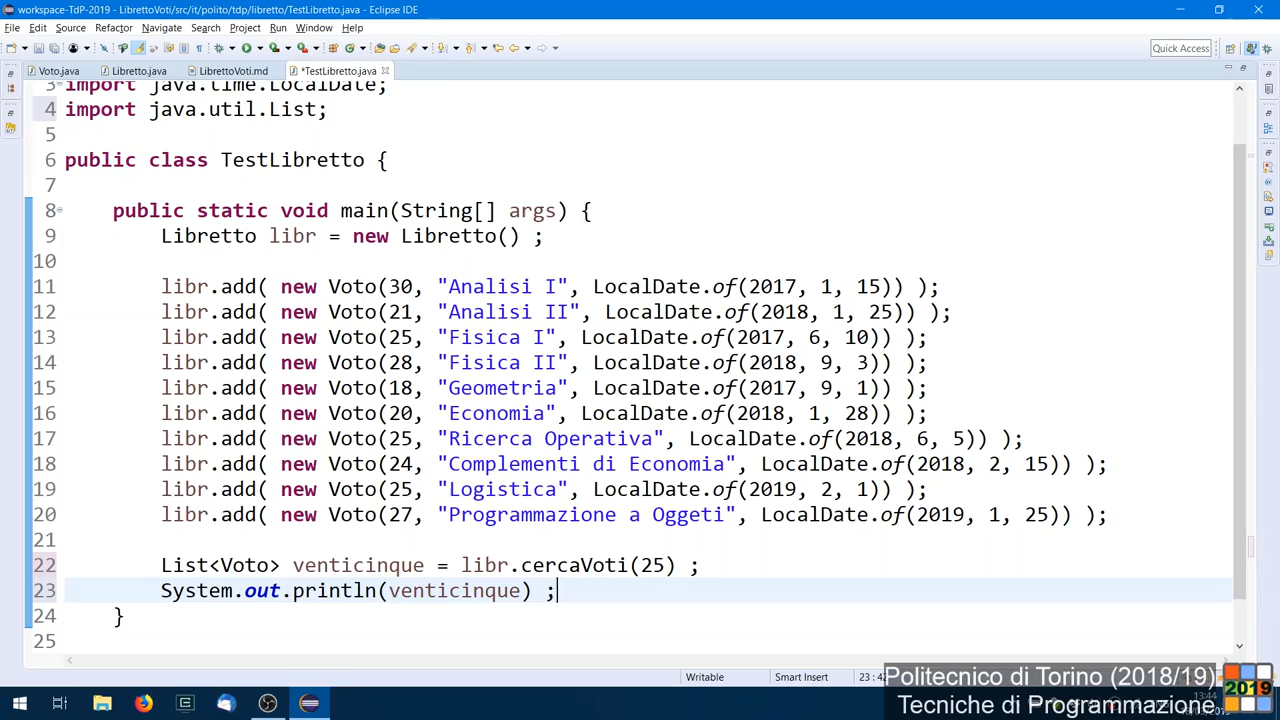 workspace-TdP-2019 - LibrettoVoti/src/it/polito/tdp/libretto/TestLibretto.java - Eclipse IDE
File Edit Source Refactor Navigate Search Project Run Window Help
Quick Access
Voto.java Libretto.java LibrettoVoti.md *TestLibretto.java
3 import java.time.LocalDate;
4 import java.util.List;
5
6 public class TestLibretto {
7
8 public static void main(String[] args) {
9 Libretto libr = new Libretto() ;
10
11 libr.add( new Voto(30, "Analisi I", LocalDate.of(2017, 1, 15)) );
12 libr.add( new Voto(21, "Analisi II", LocalDate.of(2018, 1, 25)) );
13 libr.add( new Voto(25, "Fisica I", LocalDate.of(2017, 6, 10)) );
14 libr.add( new Voto(28, "Fisica II", LocalDate.of(2018, 9, 3)) );
15 libr.add( new Voto(18, "Geometria", LocalDate.of(2017, 9, 1)) );
16 libr.add( new Voto(20, "Economia", LocalDate.of(2018, 1, 28)) );
17 libr.add( new Voto(25, "Ricerca Operativa", LocalDate.of(2018, 6, 5)) );
18 libr.add( new Voto(24, "Complementi di Economia", LocalDate.of(2018, 2, 15)) );
19 libr.add( new Voto(25, "Logistica", LocalDate.of(2019, 2, 1)) );
20 libr.add( new Voto(27, "Programmazione a Oggeti", LocalDate.of(2019, 1, 25)) );
21
22 List<Voto> venticinque = libr.cercaVoti(25) ;
23 System.out.println(venticinque) ;
24 }
25
Writable Smart Insert 23 : 42
Politecnico di Torino (2018/19)
Tecniche di Programmazione
2019
13:44